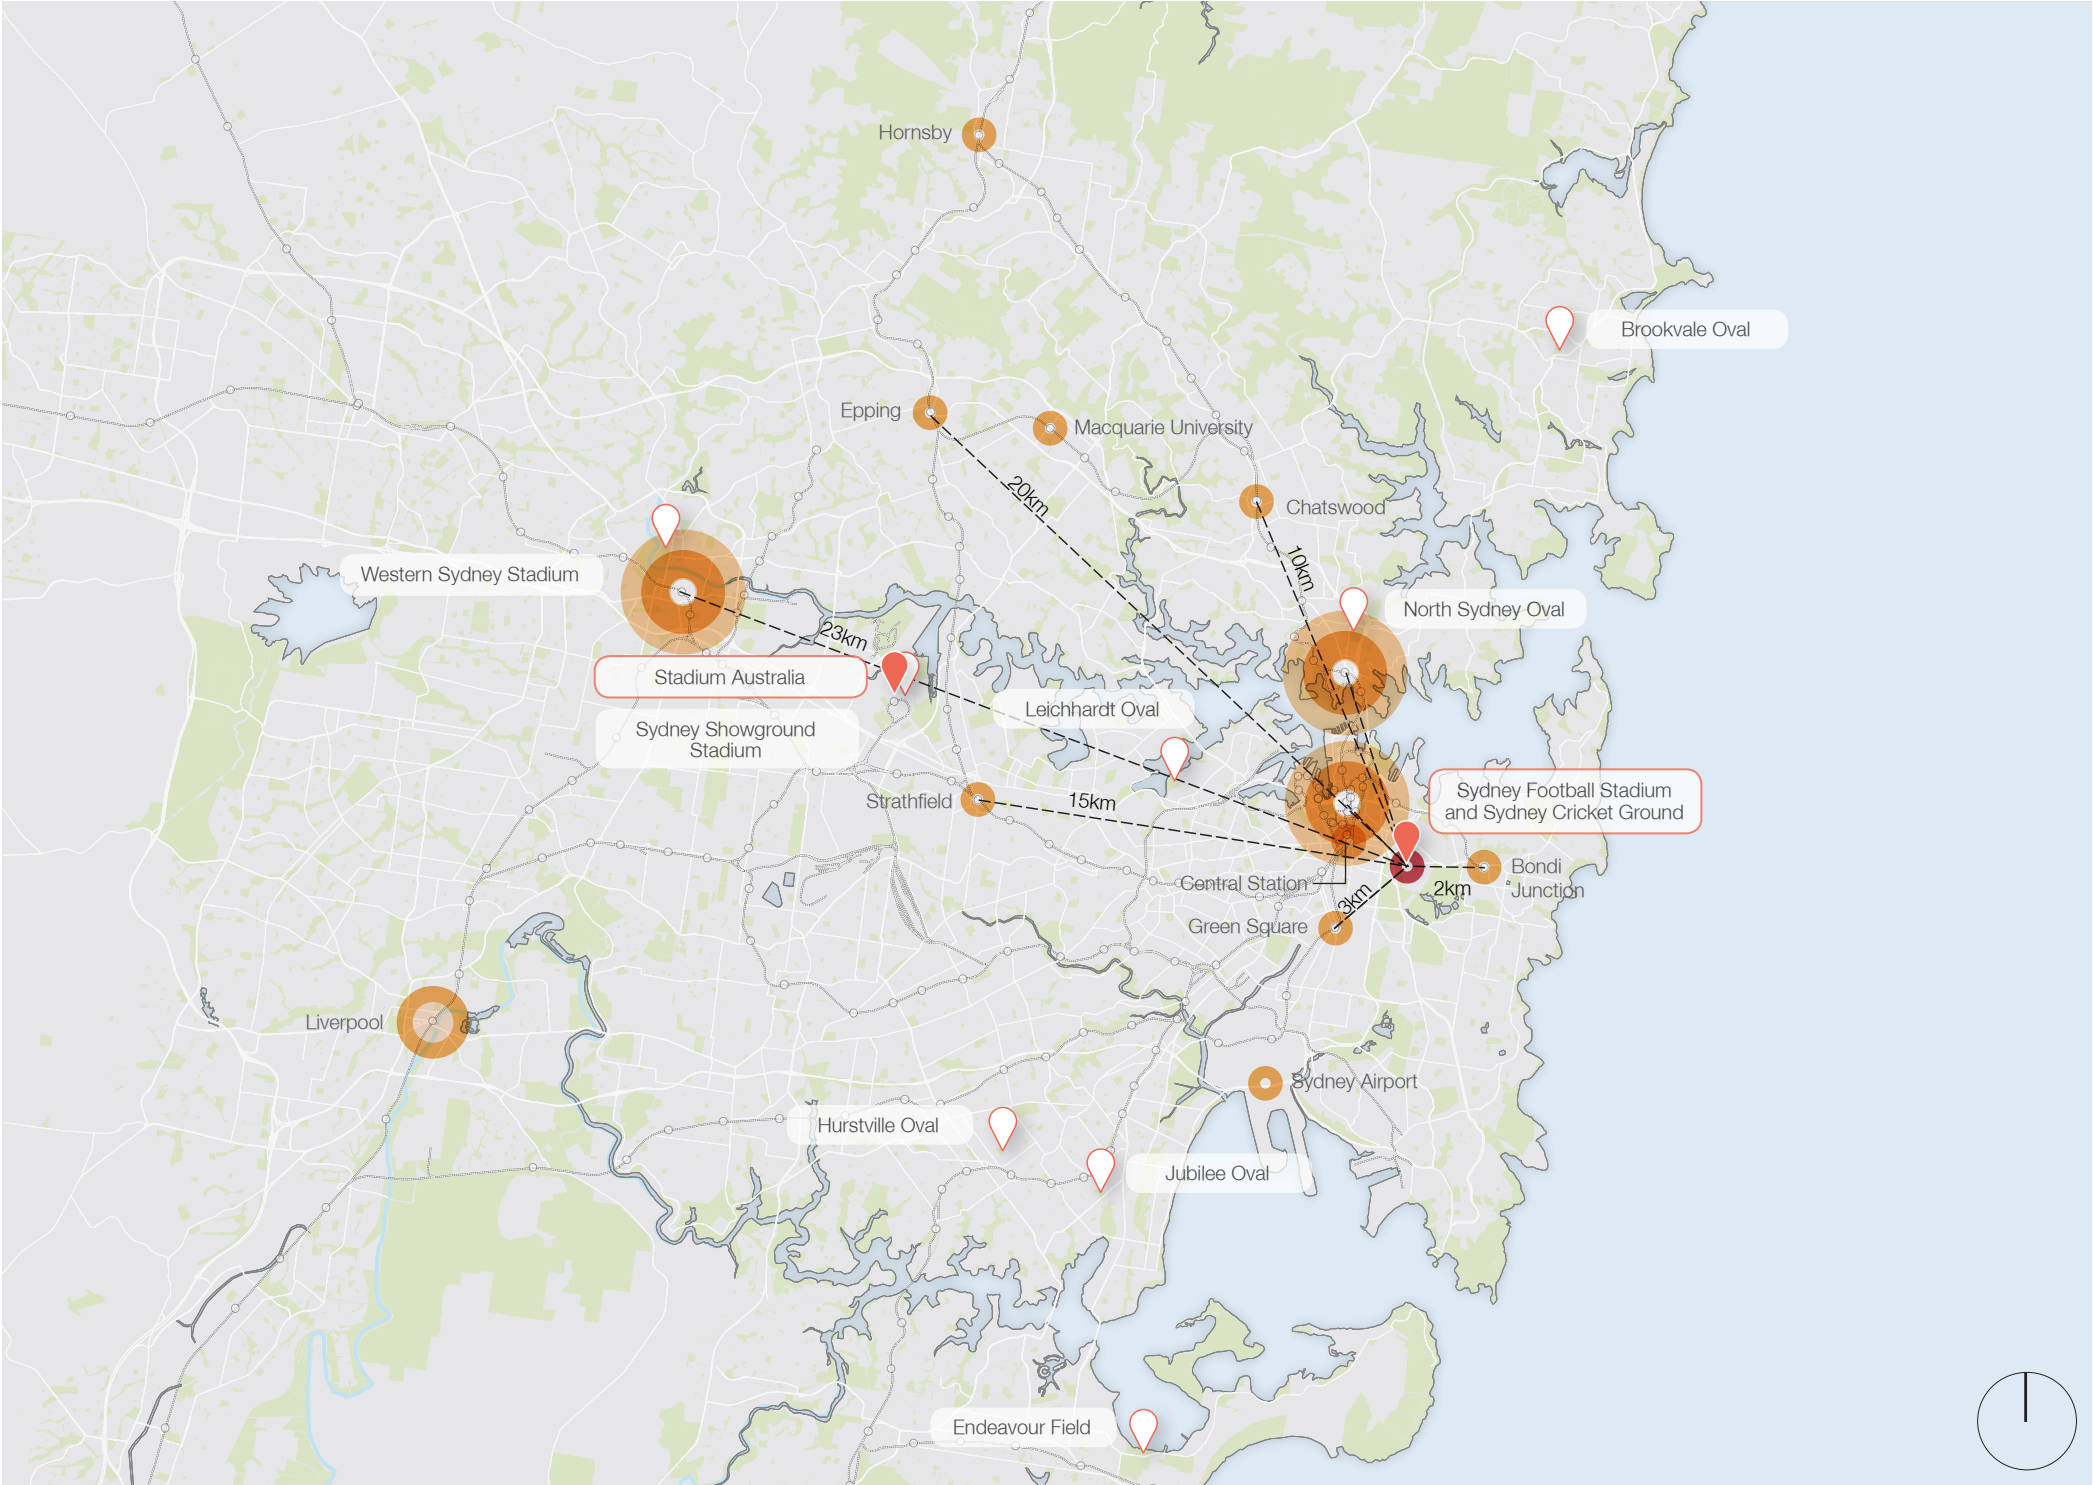 Hornsby
Brookvale Oval
Epping
Macquarie University
20km
Chatswood
10km
Western Sydney Stadium
North Sydney Oval
23km
Stadium Australia
Leichhardt Oval
Sydney Showground
Stadium
Sydney Football Stadium
and Sydney Cricket Ground
Strathfield
15km
Bondi
Junction
2km
Central Station
3km
Green Square
Liverpool
Sydney Airport
Hurstville Oval
Jubilee Oval
Endeavour Field